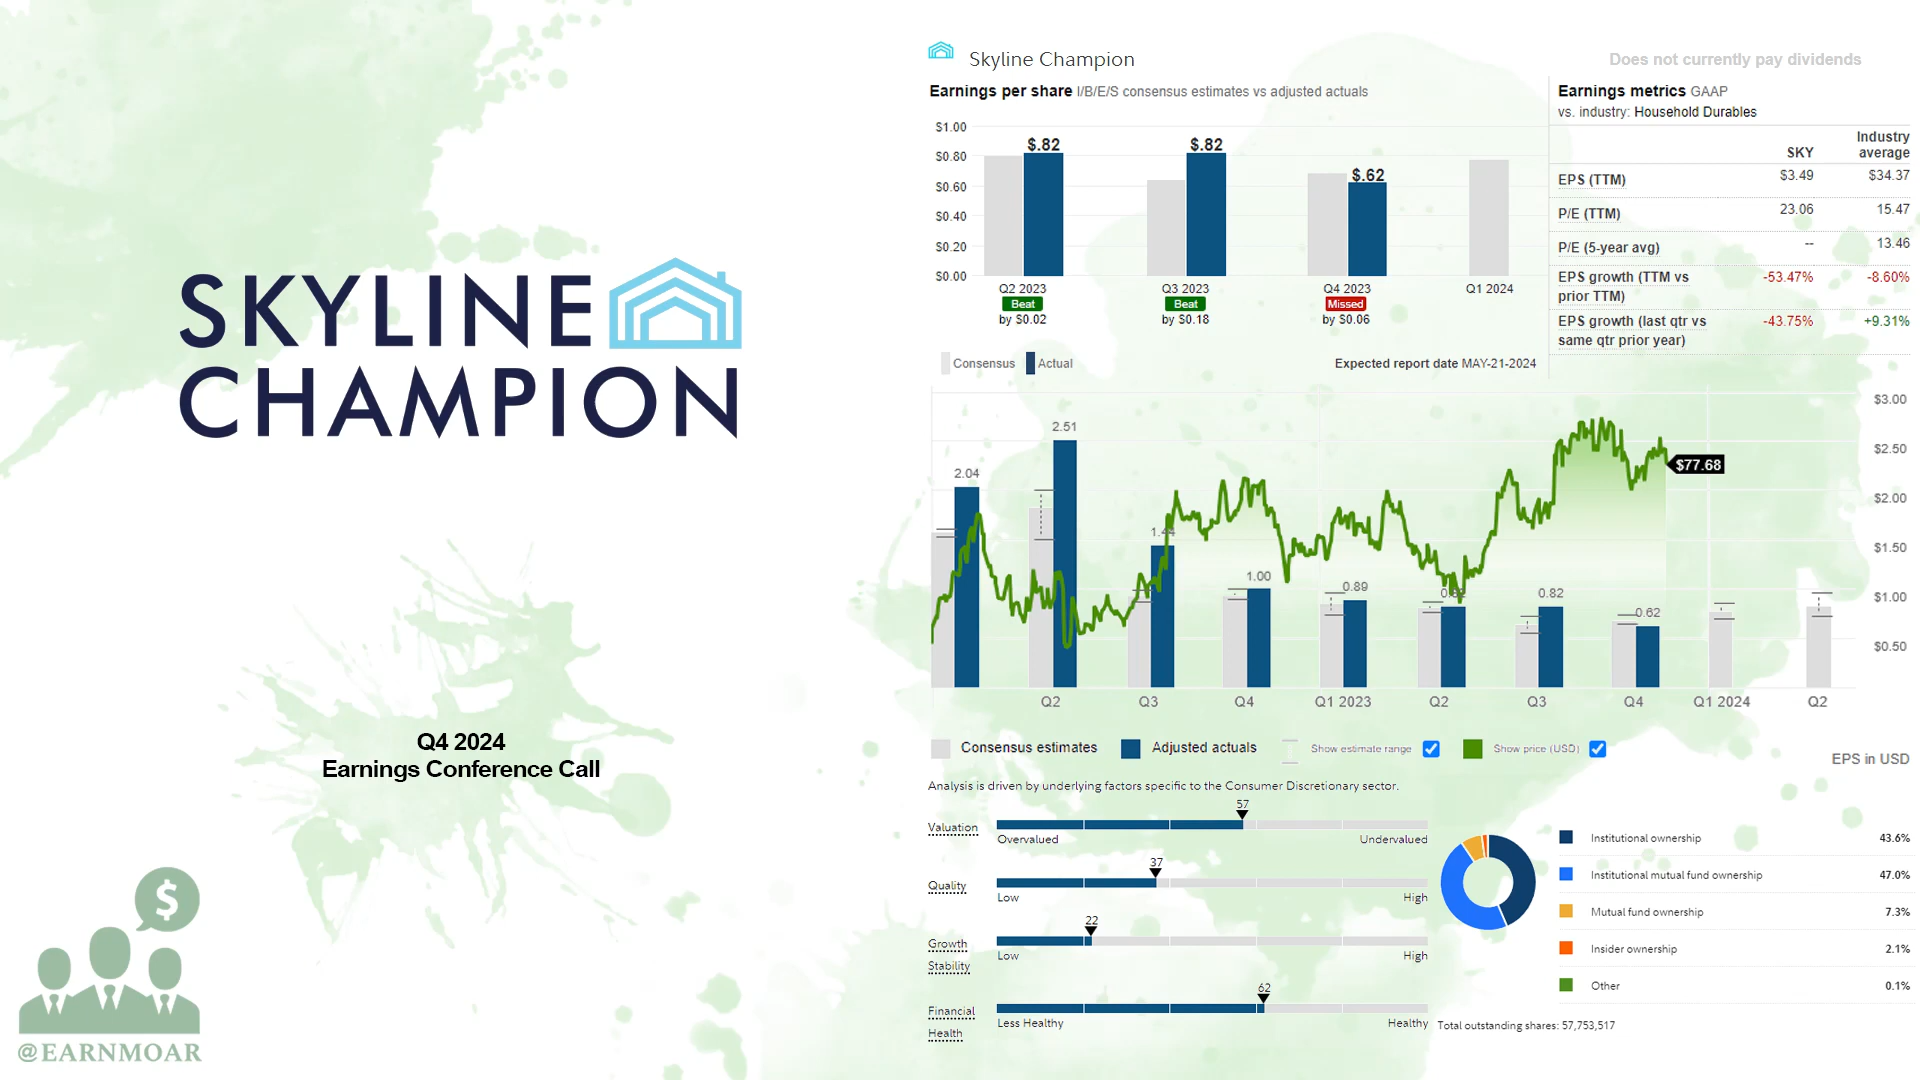 SKYLINE
CHAMPION
Q4 2024
Earnings Conference Call
$
@EARNMOAR
Skyline Champion
Does not currently pay dividends
Earnings per share I/B/E/S consensus estimates vs adjusted actuals
$1.00
$0.80
$0.60
$0.40
$0.20
$0.00
$.82
$.82
$.62
Q2 2023
Q3 2023
Q4 2023
Q1 2024
Beat
Beat
Missed
by $0.02
by $0.18
by $0.06
Consensus
Actual
Expected report date MAY-21-2024
Earnings metrics GAAP
vs. industry: Household Durables
SKY
Industry average
EPS (TTM) $3.49 $34.37
P/E (TTM) 23.06 15.47
P/E (5-year avg) -- 13.46
EPS growth (TTM vs prior TTM) -53.47% -8.60%
EPS growth (last qtr vs same qtr prior year) -43.75% +9.31%
2.04
2.51
1.44
1.00
0.89
0.82
0.62
$77.68
$3.00
$2.50
$2.00
$1.50
$1.00
$0.50
Q2
Q3
Q4
Q1 2023
Q2
Q3
Q4
Q1 2024
Q2
Consensus estimates
Adjusted actuals
Show estimate range
Show price (USD)
EPS in USD
Analysis is driven by underlying factors specific to the Consumer Discretionary sector.
Valuation
57
Overvalued
Undervalued
Quality
37
Low
High
Growth
Stability
22
Low
High
Financial
Health
62
Less Healthy
Healthy
Institutional ownership 43.6%
Institutional mutual fund ownership 47.0%
Mutual fund ownership 7.3%
Insider ownership 2.1%
Other 0.1%
Total outstanding shares: 57,753,517